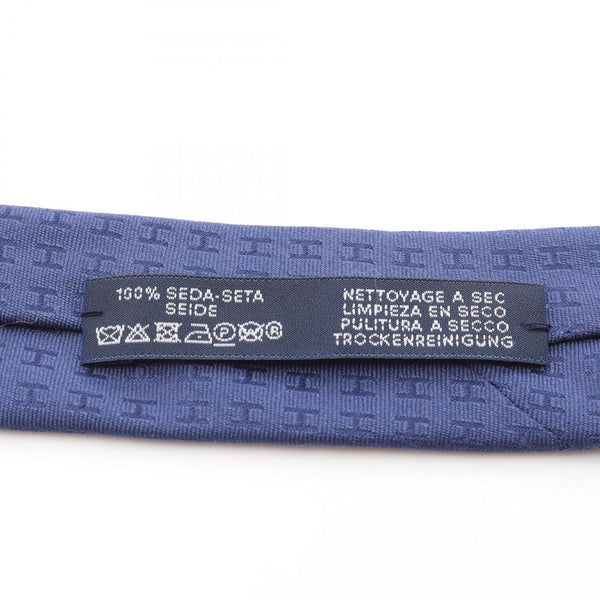 100% SEDA-SETA
SEIDE
NETTOYAGE A SEC
LIMPIEZA EN SECO
PULITURA A SECCO
TROCKENREINIGUNG